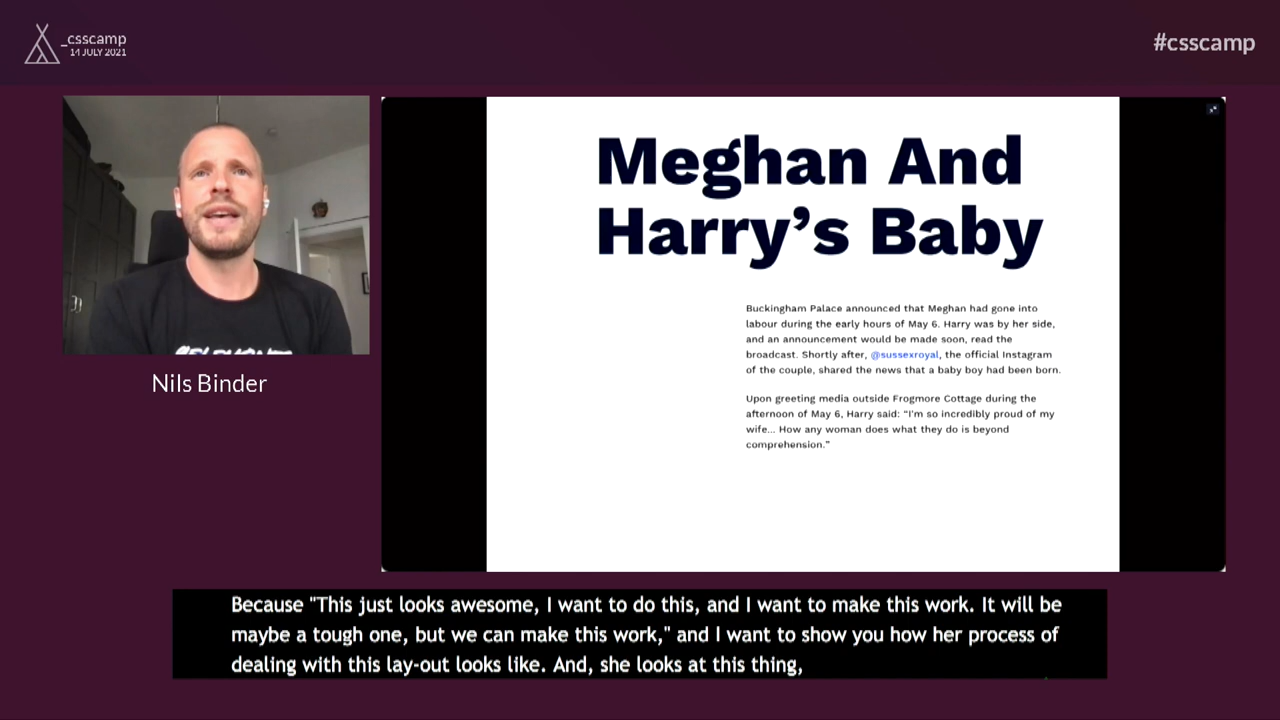 _csscamp
14 JULY 2021
#csscamp
Meghan And
Harry’s Baby
Buckingham Palace announced that Meghan had gone into
labour during the early hours of May 6. Harry was by her side,
and an announcement would be made soon, read the
broadcast. Shortly after, @sussexroyal, the official Instagram
of the couple, shared the news that a baby boy had been born.
Upon greeting media outside Frogmore Cottage during the
afternoon of May 6, Harry said: “I’m so incredibly proud of my
wife... How any woman does what they do is beyond
comprehension.”
Nils Binder
Because "This just looks awesome, I want to do this, and I want to make this work. It will be
maybe a tough one, but we can make this work," and I want to show you how her process of
dealing with this lay-out looks like. And, she looks at this thing,